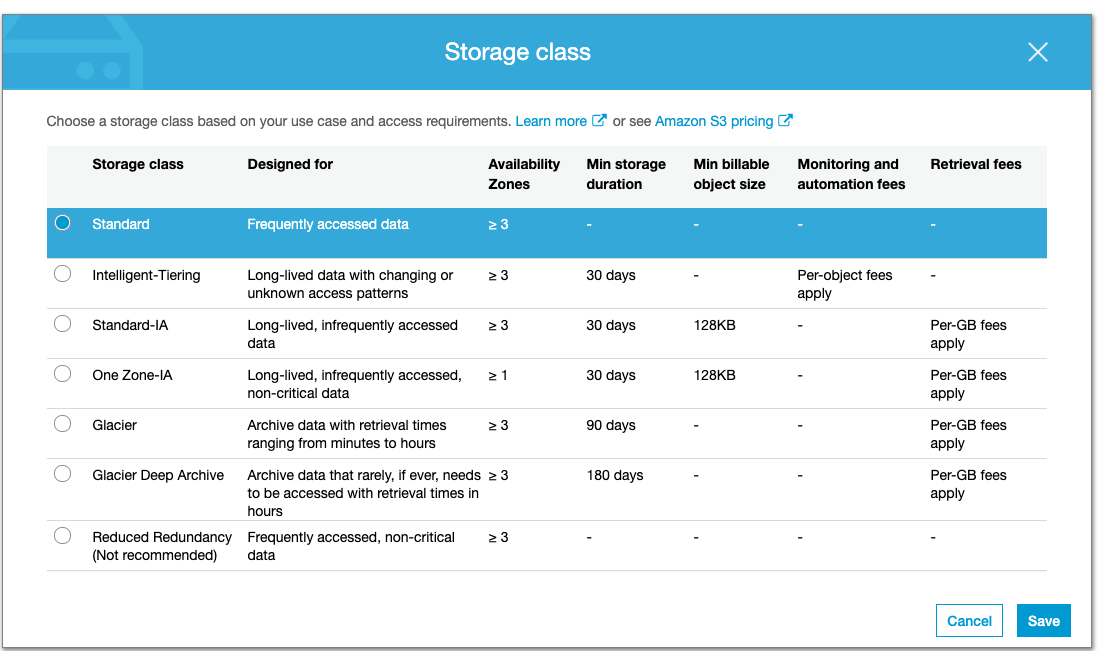 Storage class
Choose a storage class based on your use case and access requirements. Learn more or see Amazon S3 pricing
Storage class Designed for Availability Zones Min storage duration Min billable object size Monitoring and automation fees Retrieval fees
Standard Frequently accessed data ≥ 3 - - - -
Intelligent-Tiering Long-lived data with changing or unknown access patterns ≥ 3 30 days - Per-object fees apply -
Standard-IA Long-lived, infrequently accessed data ≥ 3 30 days 128KB - Per-GB fees apply
One Zone-IA Long-lived, infrequently accessed, non-critical data ≥ 1 30 days 128KB - Per-GB fees apply
Glacier Archive data with retrieval times ranging from minutes to hours ≥ 3 90 days - - Per-GB fees apply
Glacier Deep Archive Archive data that rarely, if ever, needs to be accessed with retrieval times in hours ≥ 3 180 days - - Per-GB fees apply
Reduced Redundancy (Not recommended) Frequently accessed, non-critical data ≥ 3 - - - -
Cancel Save